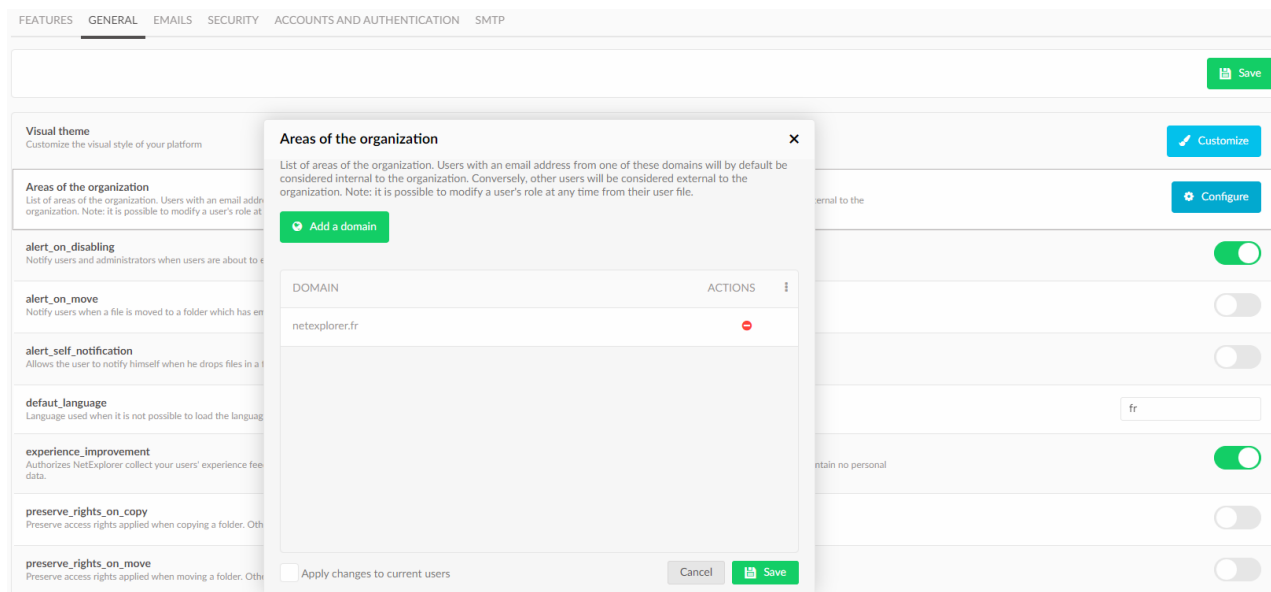 FEATURES GENERAL EMAILS SECURITY ACCOUNTS AND AUTHENTICATION SMTP
Save
Visual theme
Customize the visual style of your platform
Customize
Areas of the organization
List of areas of the organization. Users with an email addr
ernal to the
organization. Note: it is possible to modify a user's role at
Configure
alert_on_disabling
Notify users and administrators when users are about to e
alert_on_move
Notify users when a file is moved to a folder which has em
alert_self_notification
Allows the user to notify himself when he drops files in a f
defaut_language
Language used when it is not possible to load the languag
fr
experience_improvement
Authorizes NetExplorer collect your users' experience fee
ntain no personal
data.
preserve_rights_on_copy
Preserve access rights applied when copying a folder. Oth
preserve_rights_on_move
Preserve access rights applied when moving a folder. Othe
Areas of the organization
List of areas of the organization. Users with an email address from one of these domains will by default be
considered internal to the organization. Conversely, other users will be considered external to the
organization. Note: it is possible to modify a user's role at any time from their user file.
Add a domain
DOMAIN ACTIONS
netexplorer.fr
Apply changes to current users
Cancel Save